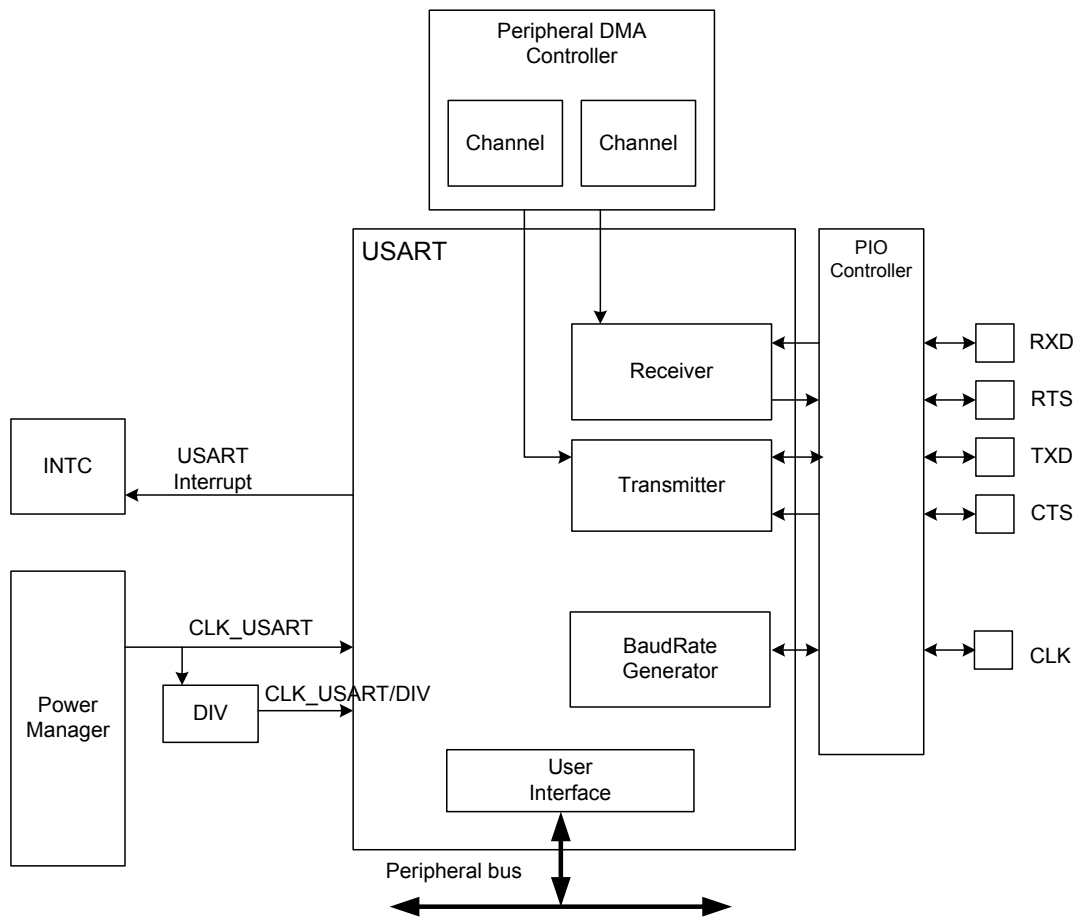 Peripheral DMA
Controller
Channel
Channel
USART
PIO
Controller
RXD
Receiver
RTS
INTC
USART
Interrupt
TXD
Transmitter
CTS
CLK_USART
BaudRate
Generator
CLK
Power
Manager
DIV
CLK_USART/DIV
User
Interface
Peripheral bus